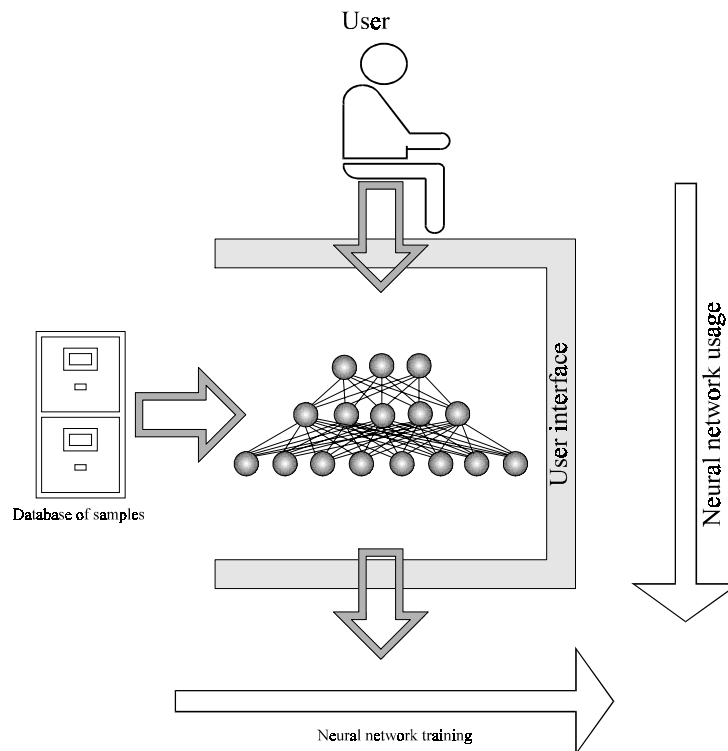 User
User interface
Neural network usage
Database of samples
Neural network training